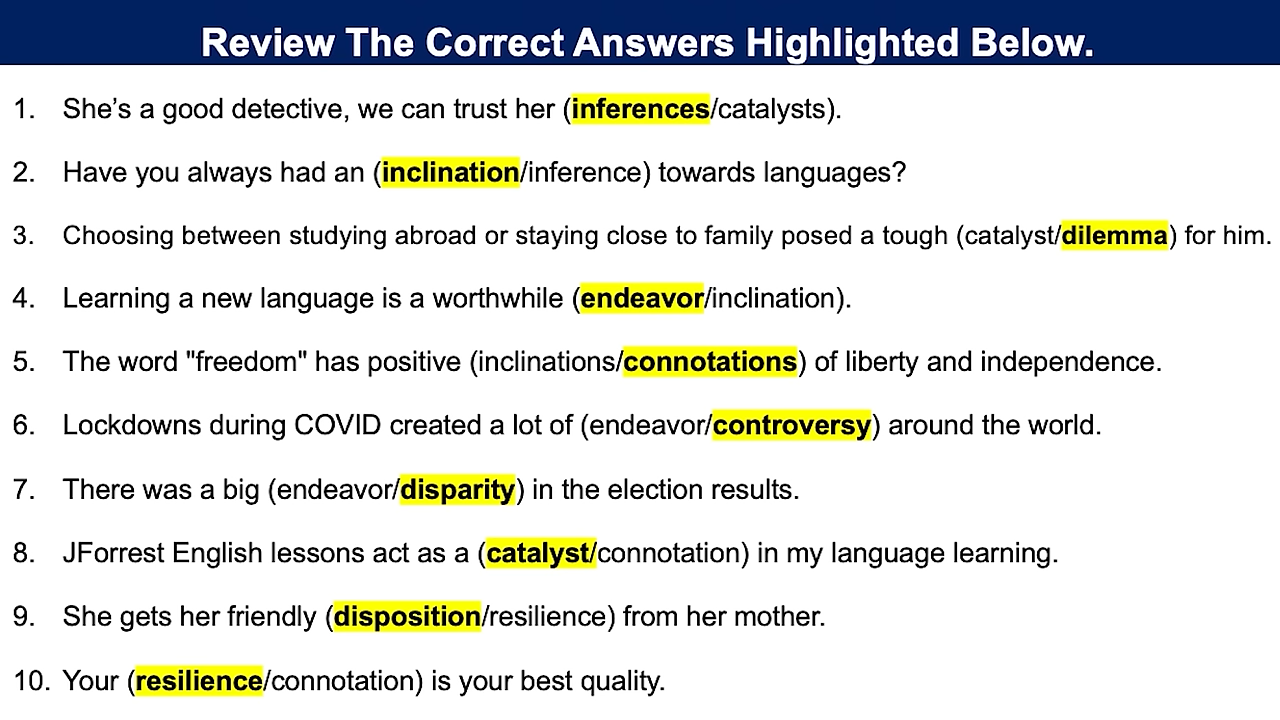 Review The Correct Answers Highlighted Below.
1. She’s a good detective, we can trust her (inferences/catalysts).
2. Have you always had an (inclination/inference) towards languages?
3. Choosing between studying abroad or staying close to family posed a tough (catalyst/dilemma) for him.
4. Learning a new language is a worthwhile (endeavor/inclination).
5. The word "freedom" has positive (inclinations/connotations) of liberty and independence.
6. Lockdowns during COVID created a lot of (endeavor/controversy) around the world.
7. There was a big (endeavor/disparity) in the election results.
8. JForrest English lessons act as a (catalyst/connotation) in my language learning.
9. She gets her friendly (disposition/resilience) from her mother.
10. Your (resilience/connotation) is your best quality.